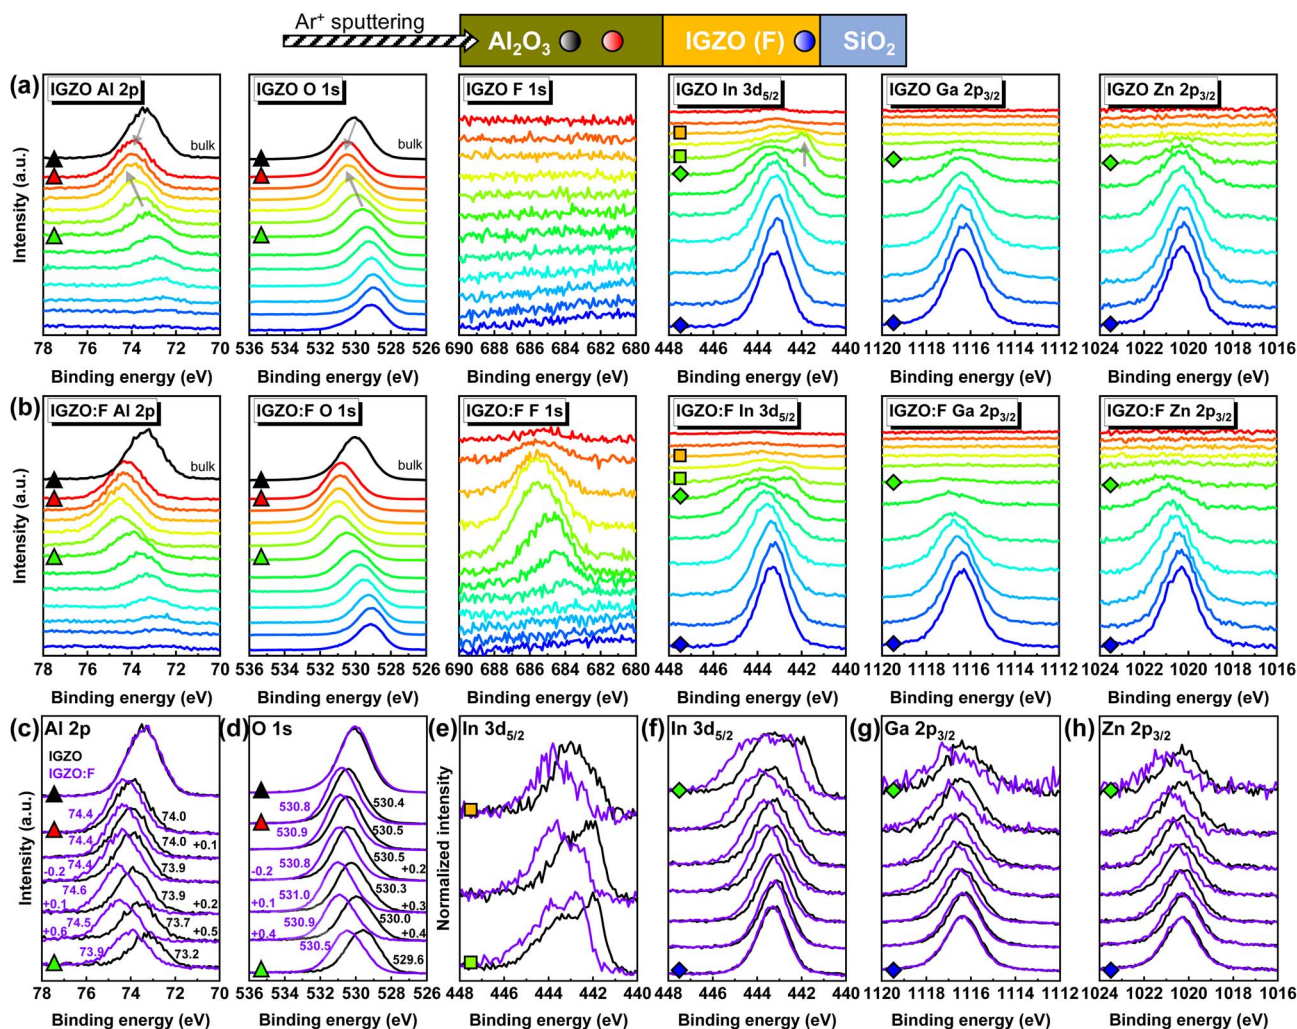 Ar⁺ sputtering
Al₂O₃
IGZO (F)
SiO₂
(a)
IGZO Al 2p
IGZO O 1s
IGZO F 1s
IGZO In 3d₅/₂
IGZO Ga 2p₃/₂
IGZO Zn 2p₃/₂
bulk
bulk
Intensity (a.u.)
78 76 74 72 70
536 534 532 530 528 526
690 688 686 684 682 680
448 446 444 442 440
1120 1118 1116 1114 1112
1024 1022 1020 1018 1016
Binding energy (eV)
Binding energy (eV)
Binding energy (eV)
Binding energy (eV)
Binding energy (eV)
Binding energy (eV)
(b)
IGZO:F Al 2p
IGZO:F O 1s
IGZO:F F 1s
IGZO:F In 3d₅/₂
IGZO:F Ga 2p₃/₂
IGZO:F Zn 2p₃/₂
bulk
bulk
Intensity (a.u.)
78 76 74 72 70
536 534 532 530 528 526
690 688 686 684 682 680
448 446 444 442 440
1120 1118 1116 1114 1112
1024 1022 1020 1018 1016
Binding energy (eV)
Binding energy (eV)
Binding energy (eV)
Binding energy (eV)
Binding energy (eV)
Binding energy (eV)
(c)
Al 2p
IGZO
IGZO:F
74.4
74.0
74.4
74.0
+0.1
74.4
73.9
-0.2
74.6
73.9
+0.1
+0.2
74.5
73.7
+0.6
+0.5
73.9
73.2
Intensity (a.u.)
78 76 74 72 70
Binding energy (eV)
(d)
O 1s
530.8
530.4
530.9
530.5
530.8
530.5
-0.2
+0.2
531.0
530.3
+0.1
+0.3
530.9
530.0
+0.4
+0.4
530.5
529.6
536 534 532 530 528 526
Binding energy (eV)
(e)
In 3d₅/₂
Normalized intensity
448 446 444 442 440
Binding energy (eV)
(f)
In 3d₅/₂
448 446 444 442 440
Binding energy (eV)
(g)
Ga 2p₃/₂
1120 1118 1116 1114 1112
Binding energy (eV)
(h)
Zn 2p₃/₂
1024 1022 1020 1018 1016
Binding energy (eV)